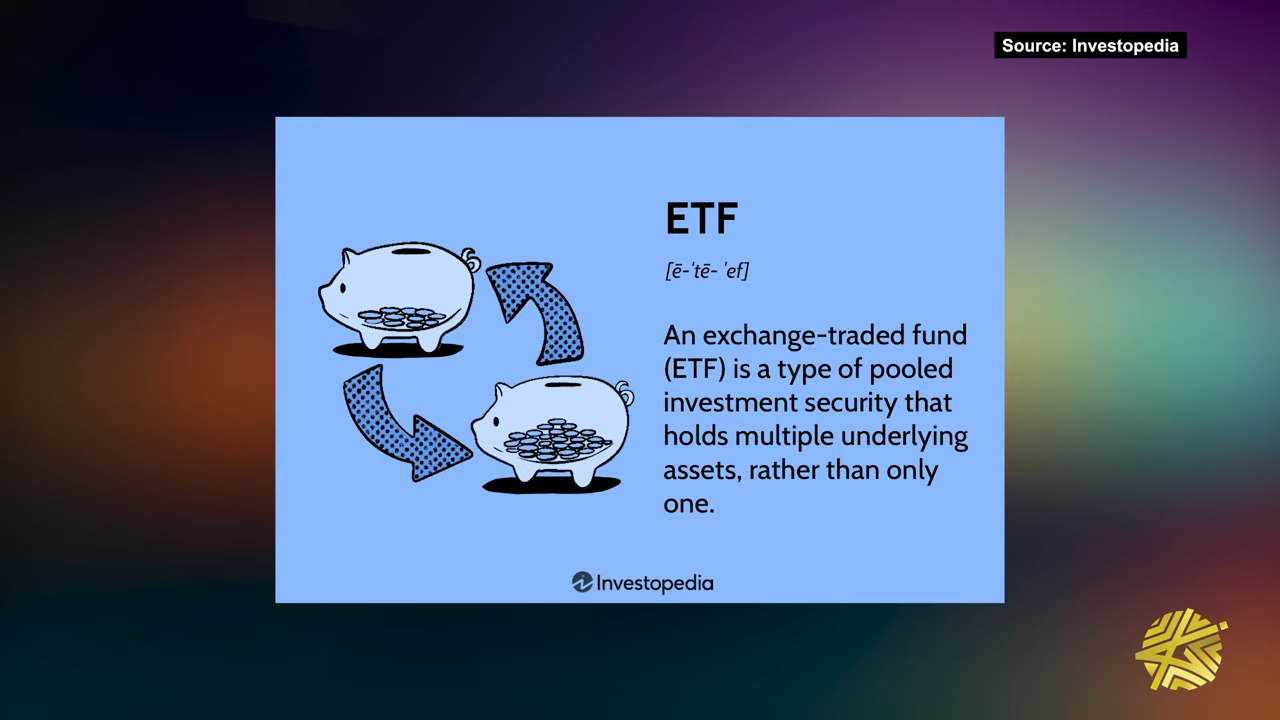 Source: Investopedia
ETF
[ē-ˈtē- ˈef]
An exchange-traded fund
(ETF) is a type of pooled
investment security that
holds multiple underlying
assets, rather than only
one.
Investopedia